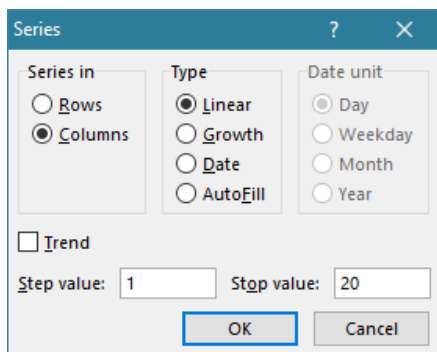 Series ?
Series in
Rows
Columns
Type
Linear
Growth
Date
AutoFill
Date unit
Day
Weekday
Month
Year
Trend
Step value: 1 Stop value: 20
OK Cancel